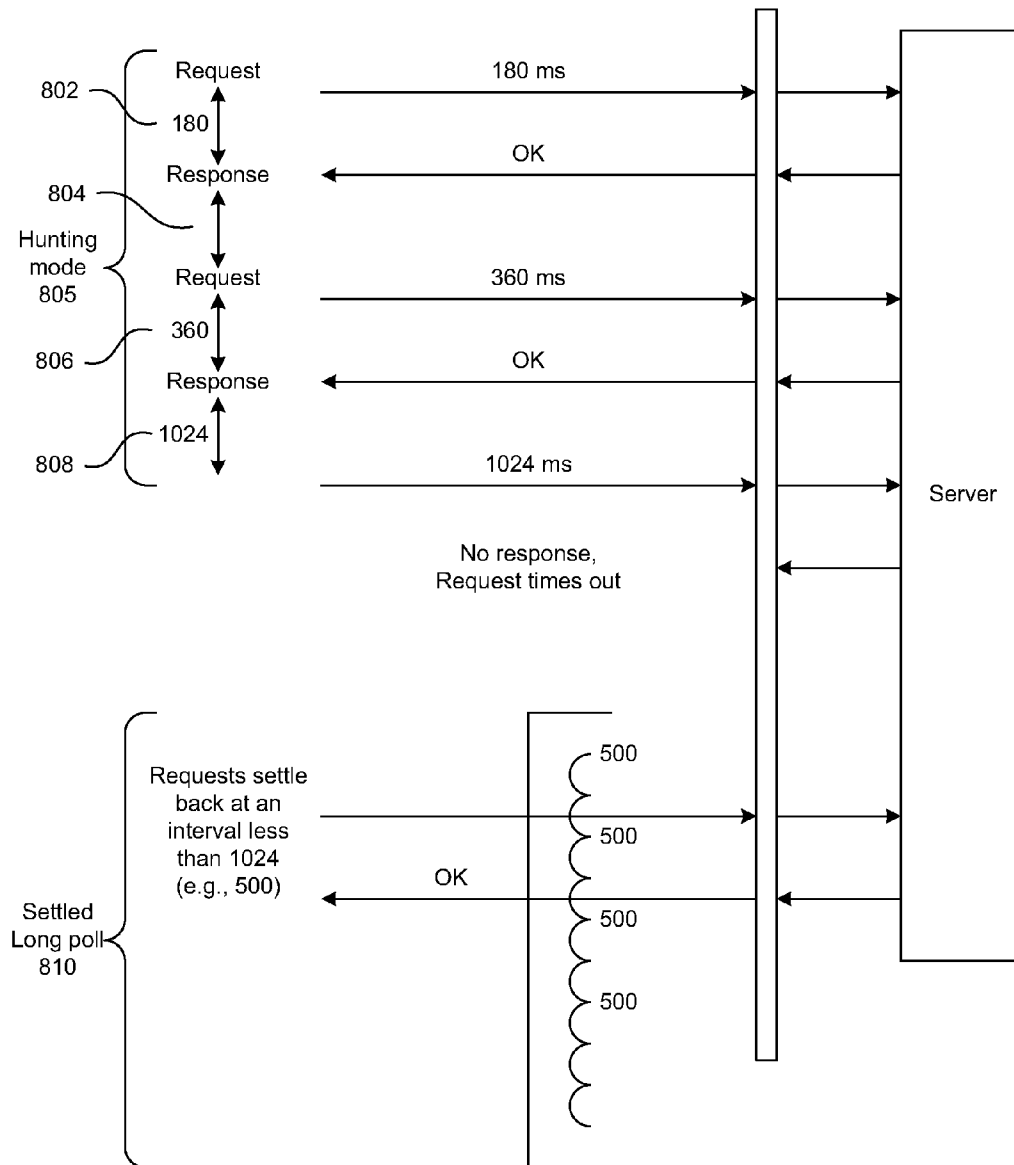 Request
180 ms
802
180
OK
Response
804
Hunting
mode
805
Request
360 ms
360
806
OK
Response
1024
808
1024 ms
Server
No response,
Request times out
500
Requests settle
back at an
interval less
than 1024
(e.g., 500)
500
OK
500
Settled
Long poll
810
500